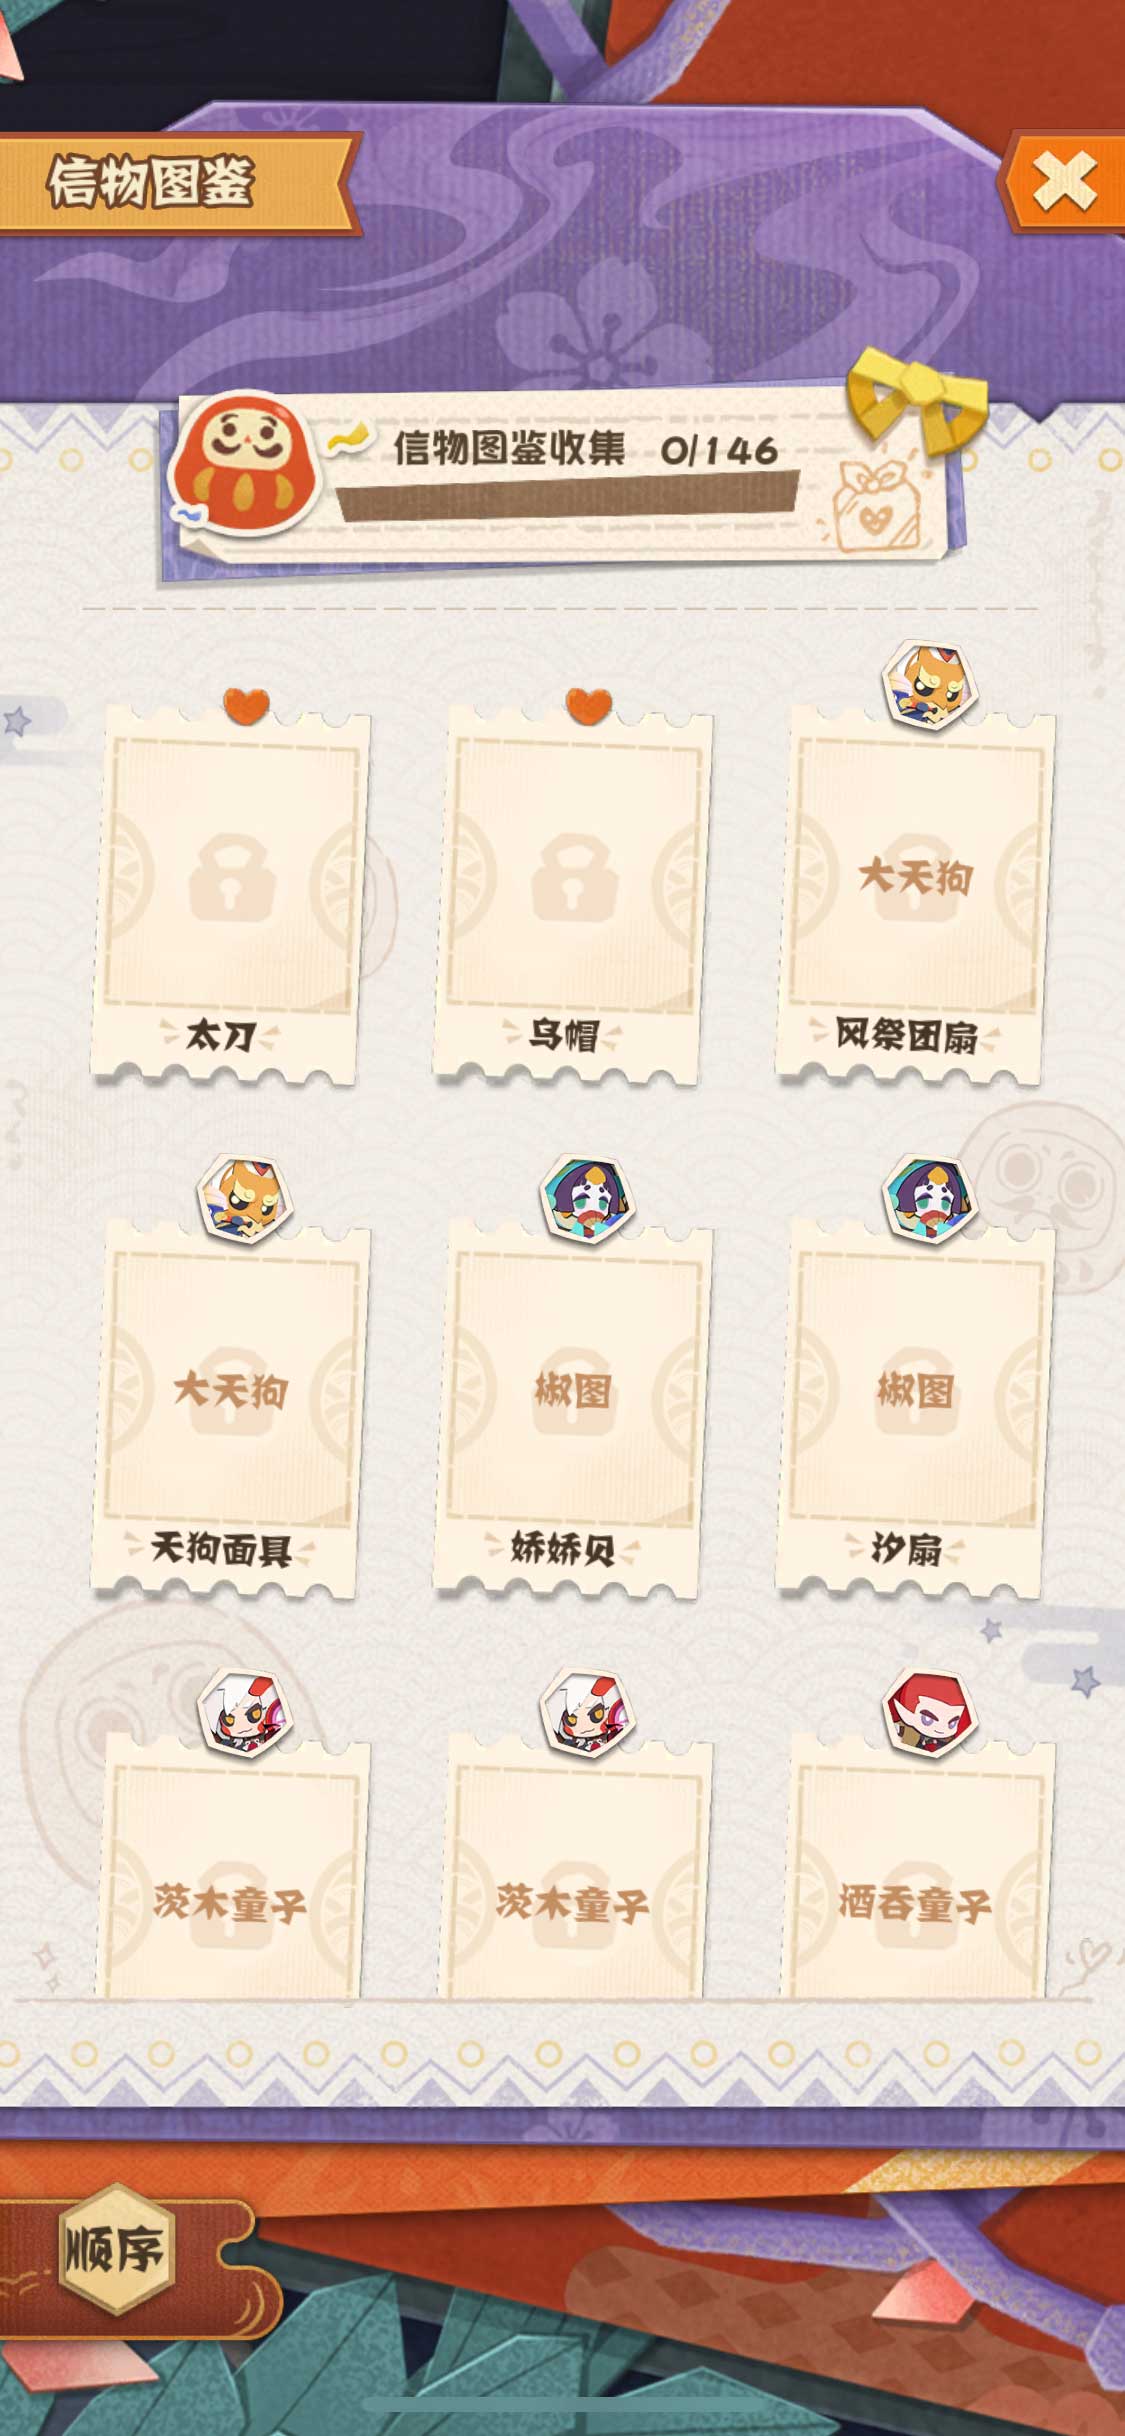 信物图鉴
信物图鉴收集 0/146
太刀
乌帽
大天狗
风祭团扇
大天狗
天狗面具
椒图
娇娇贝
椒图
汐扇
茨木童子
茨木童子
酒吞童子
顺序